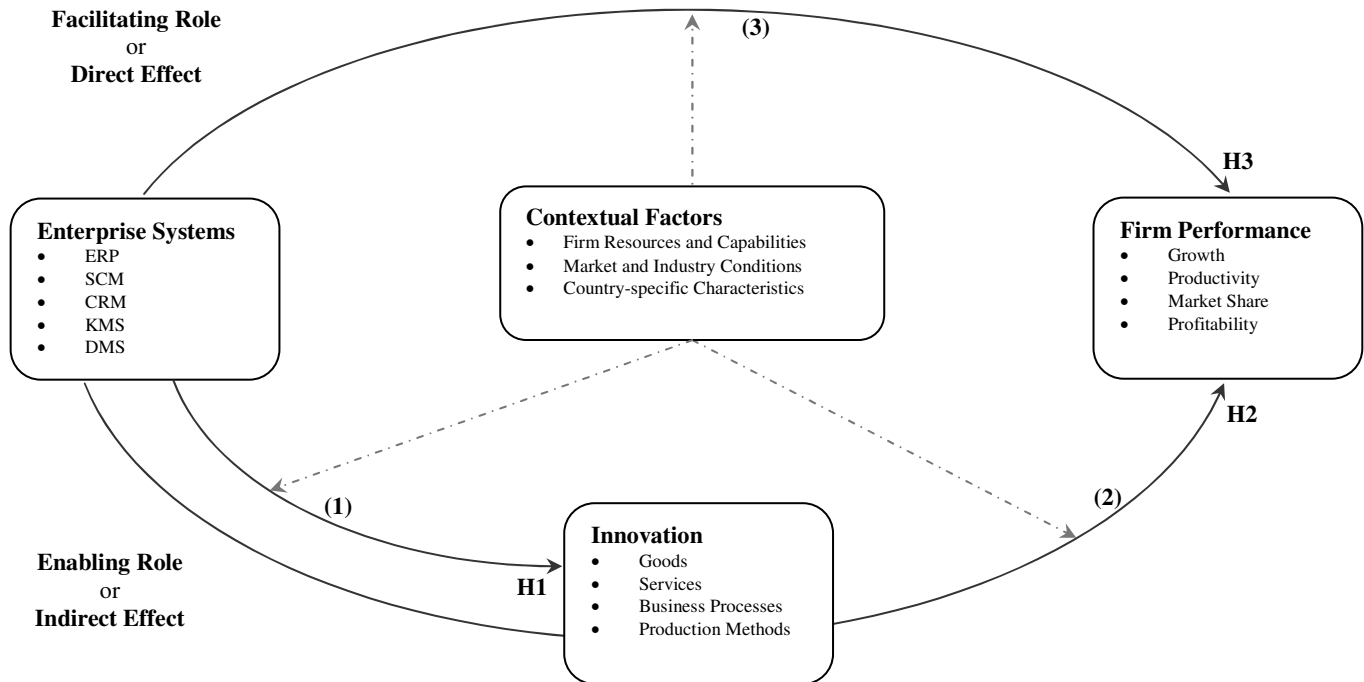 Facilitating Role
or
Direct Effect
(3)
H3
Enterprise Systems
• ERP
• SCM
• CRM
• KMS
• DMS
Contextual Factors
• Firm Resources and Capabilities
• Market and Industry Conditions
• Country-specific Characteristics
Firm Performance
• Growth
• Productivity
• Market Share
• Profitability
H2
(1)
(2)
Enabling Role
or
Indirect Effect
H1
Innovation
• Goods
• Services
• Business Processes
• Production Methods